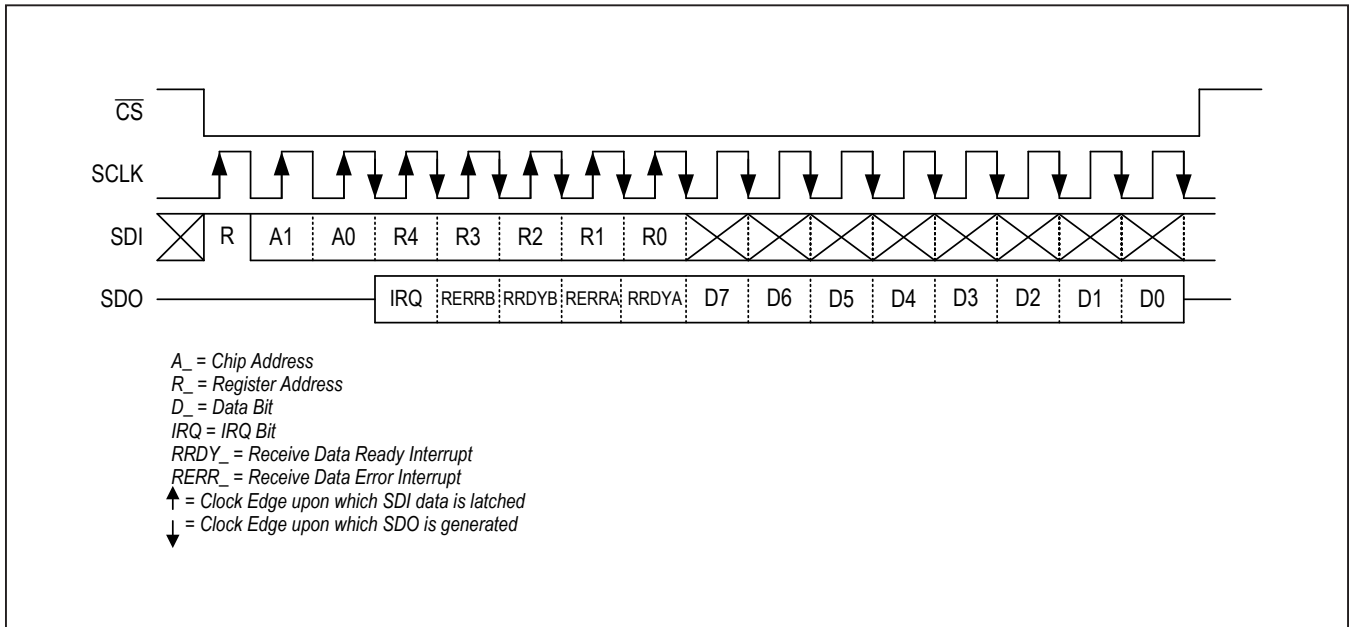 CS
SCLK
SDI R A1 A0 R4 R3 R2 R1 R0
SDO IRQ RERRB RRDYB RERRA RRDYA D7 D6 D5 D4 D3 D2 D1 D0
A_ = Chip Address
R_ = Register Address
D_ = Data Bit
IRQ = IRQ Bit
RRDY_ = Receive Data Ready Interrupt
RERR_ = Receive Data Error Interrupt
= Clock Edge upon which SDI data is latched
= Clock Edge upon which SDO is generated